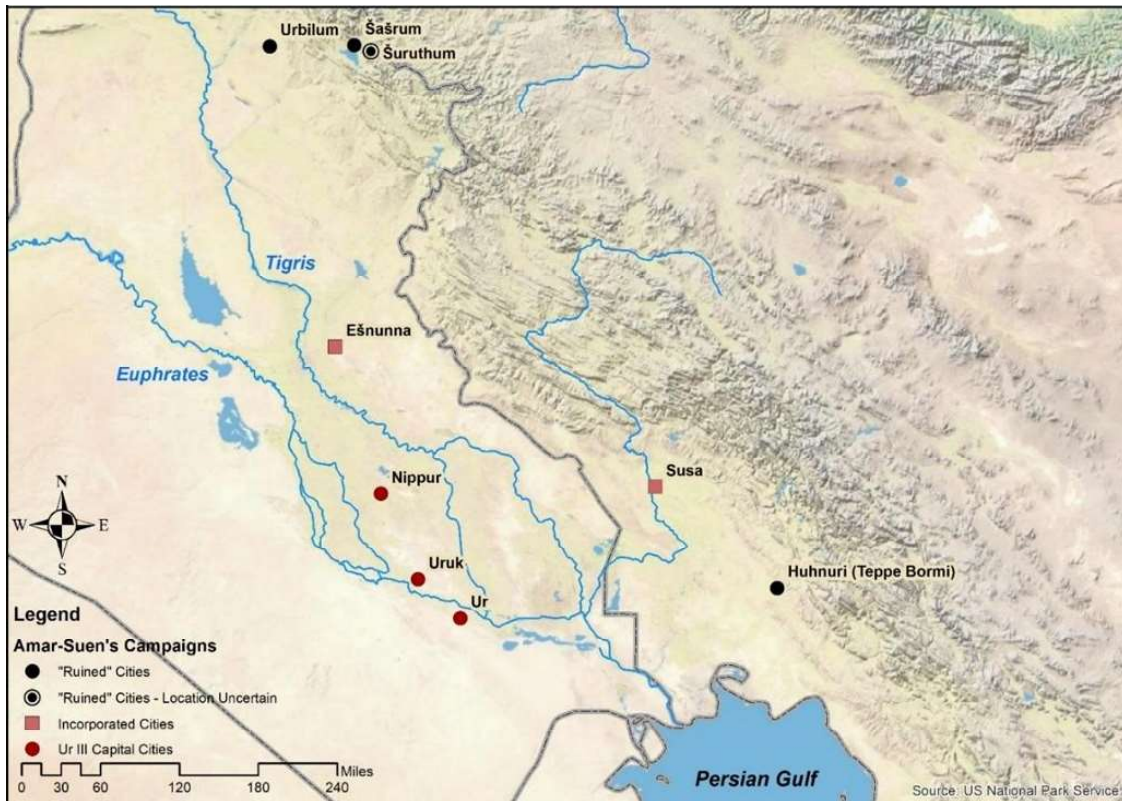 Urbilum
Šašrum
Šuruthum
Tigris
Ešnunna
Euphrates
Nippur
Susa
N
W E
S
Uruk
Huhnuri (Teppe Bormi)
Ur
Legend
Amar-Suen's Campaigns
"Ruined" Cities
"Ruined" Cities - Location Uncertain
Incorporated Cities
Ur III Capital Cities
Miles
0 30 60 120 180 240
Persian Gulf
Source: US National Park Service